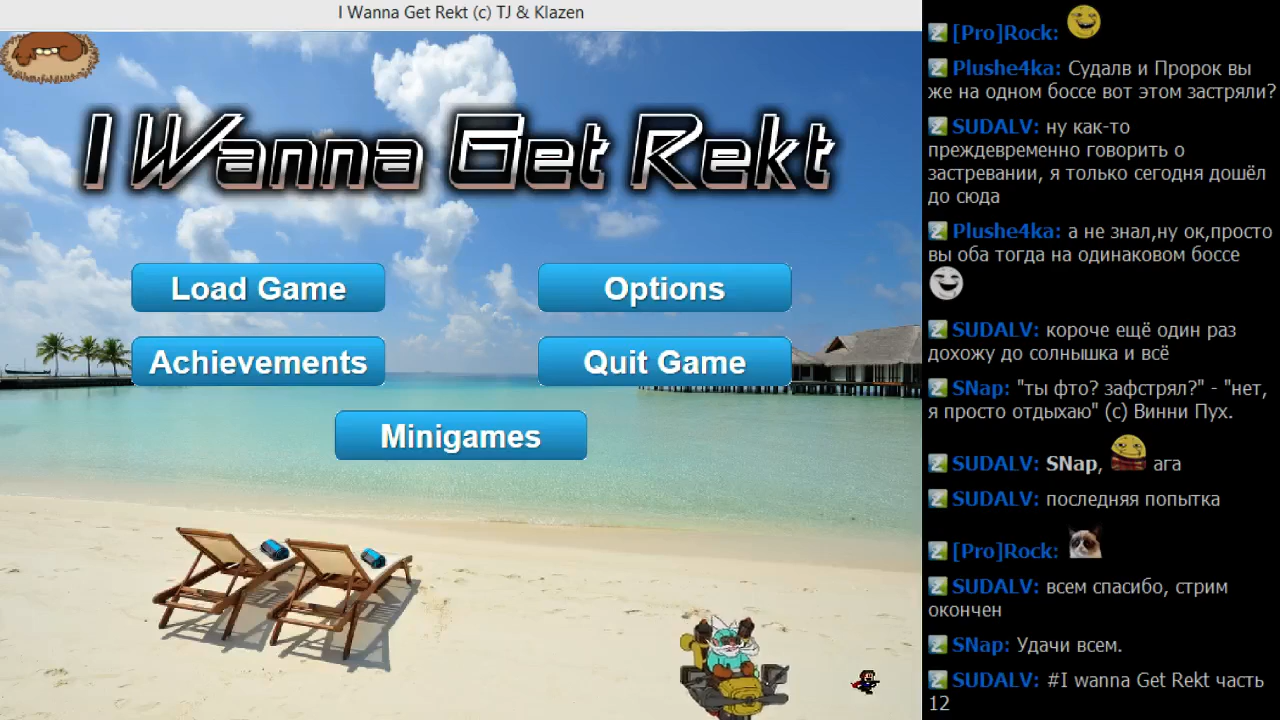 I Wanna Get Rekt (c) TJ & Klazen
I Wanna Get Rekt
Load Game
Options
Achievements
Quit Game
Minigames
[Pro]Rock:
Plushe4ka: Судалв и Пророк вы
же на одном боссе вот этом застряли?
SUDALV: ну как-то
преждевременно говорить о
застревании, я только сегодня дошёл
до сюда
Plushe4ka: а не знал,ну ок,просто
вы оба тогда на одинаковом боссе
SUDALV: короче ещё один раз
дохожу до солнышка и всё
SNap: "ты фто? зафстрял?" - "нет,
я просто отдыхаю" (c) Винни Пух.
SUDALV: SNap, ага
SUDALV: последняя попытка
[Pro]Rock:
SUDALV: всем спасибо, стрим
окончен
SNap: Удачи всем.
SUDALV: #I wanna Get Rekt часть
12